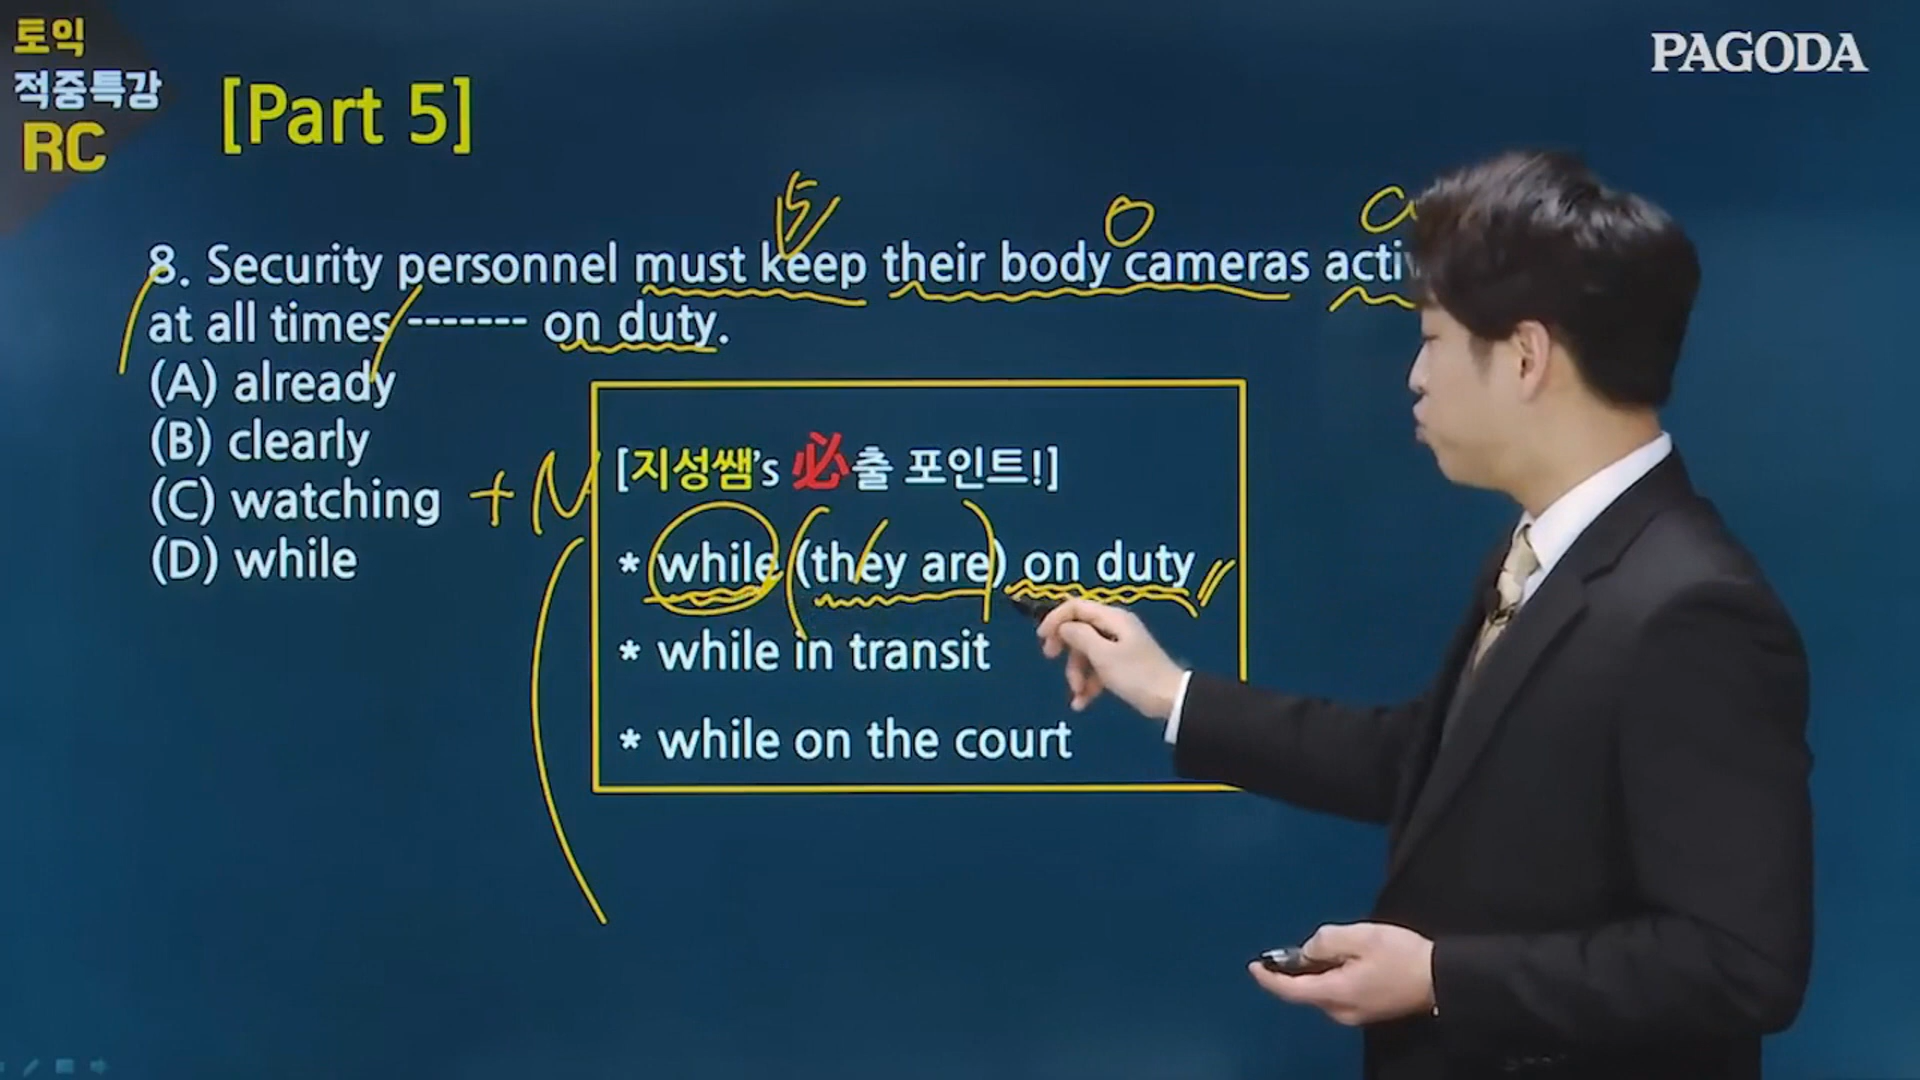 토익
적중특강
RC
PAGODA
[Part 5]
5
O
8. Security personnel must keep their body cameras
at all times ------- on duty.
(A) already
(B) clearly
(C) watching + N
(D) while
[지성쌤's 必출 포인트!]
* while (they are) on duty
* while in transit
* while on the court